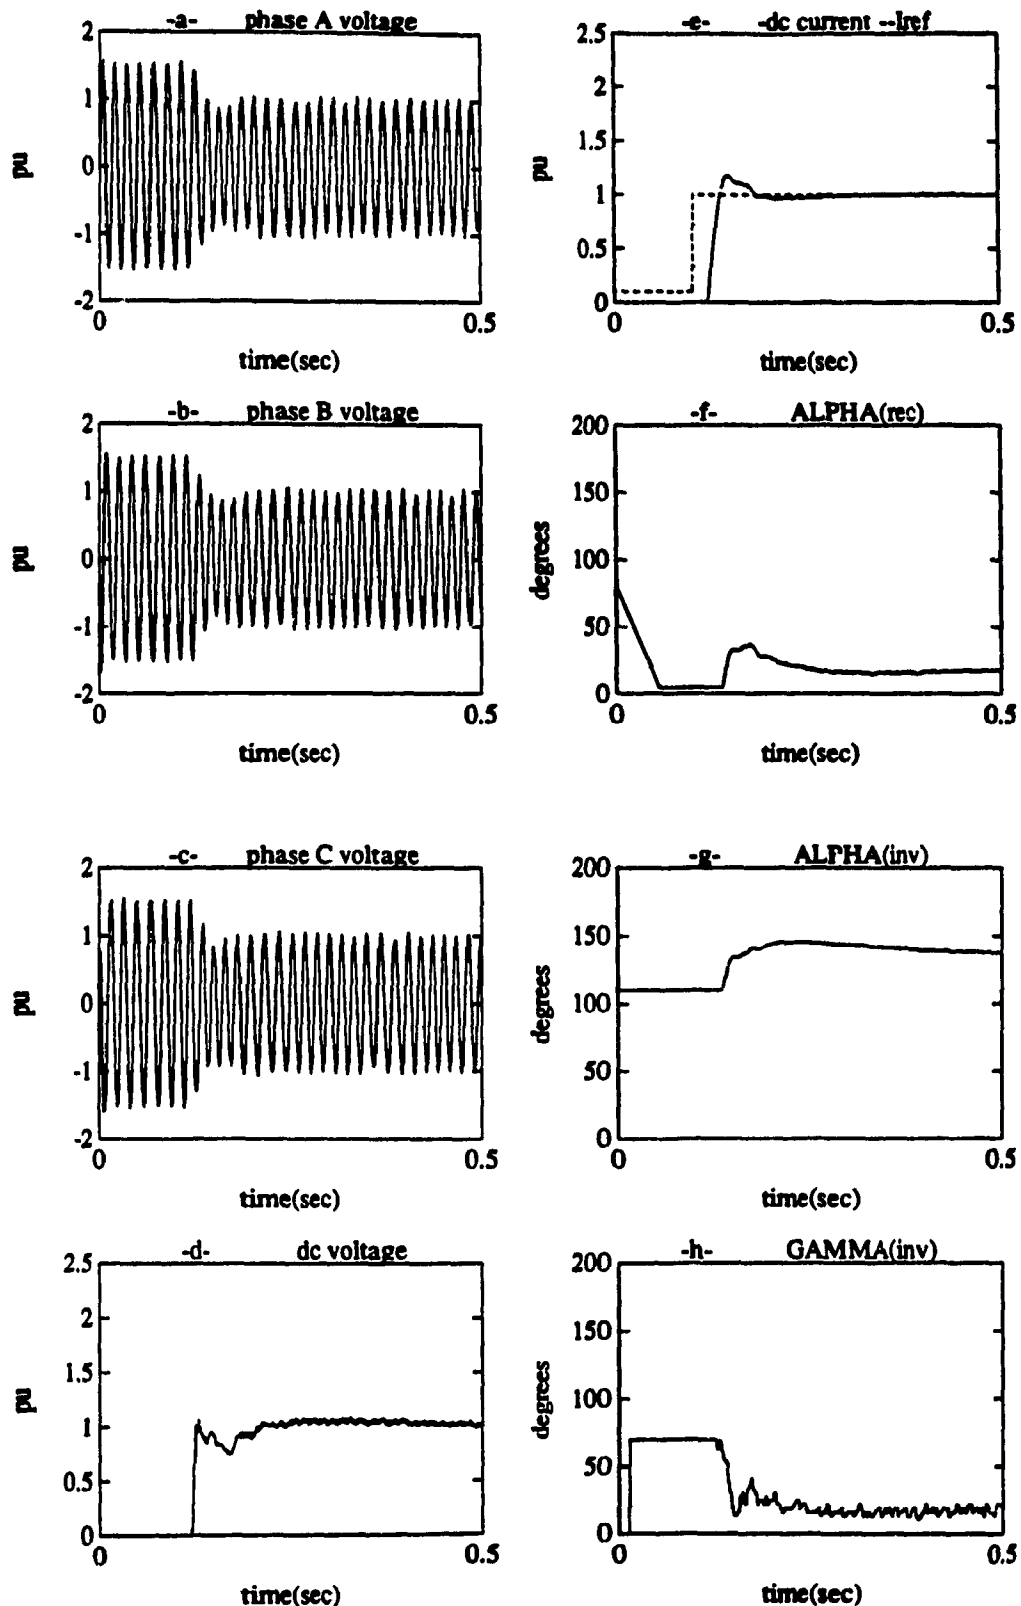 -a- phase A voltage
2
1
0
-1
-2
pu
0 0.5
time(sec)
-e- -dc current --Iref
2.5
2
1.5
1
0.5
0
pu
0 0.5
time(sec)
-b- phase B voltage
2
1
0
-1
-2
pu
0 0.5
time(sec)
-f- ALPHA(rec)
200
150
100
50
0
degrees
0 0.5
time(sec)
-c- phase C voltage
2
1
0
-1
-2
pu
0 0.5
time(sec)
-g- ALPHA(inv)
200
150
100
50
0
degrees
0 0.5
time(sec)
-d- dc voltage
2.5
2
1.5
1
0.5
0
pu
0 0.5
time(sec)
-h- GAMMA(inv)
200
150
100
50
0
degrees
0 0.5
time(sec)